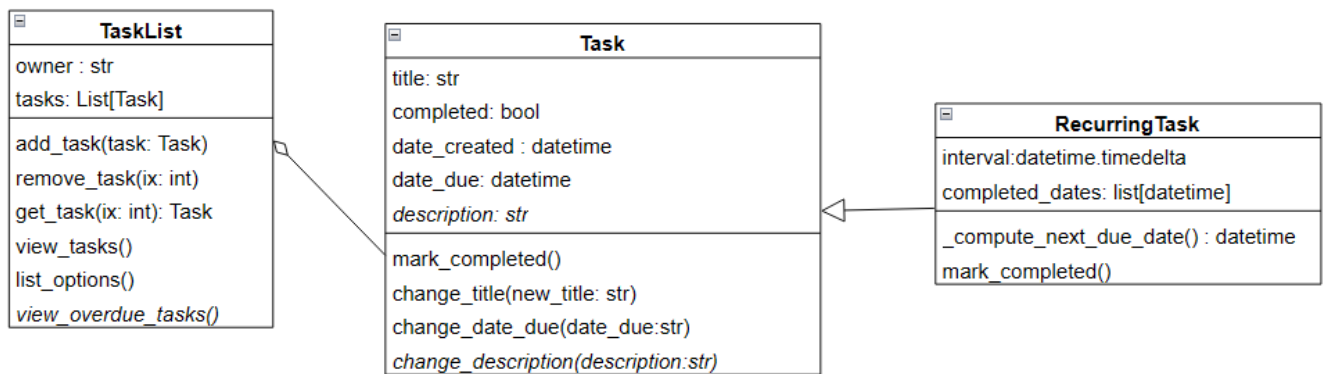 TaskList
owner : str
tasks: List[Task]
add_task(task: Task)
remove_task(ix: int)
get_task(ix: int): Task
view_tasks()
list_options()
view_overdue_tasks()
Task
title: str
completed: bool
date_created : datetime
date_due: datetime
description: str
mark_completed()
change_title(new_title: str)
change_date_due(date_due:str)
change_description(description:str)
RecurringTask
interval:datetime.timedelta
completed_dates: list[datetime]
_compute_next_due_date() : datetime
mark_completed()